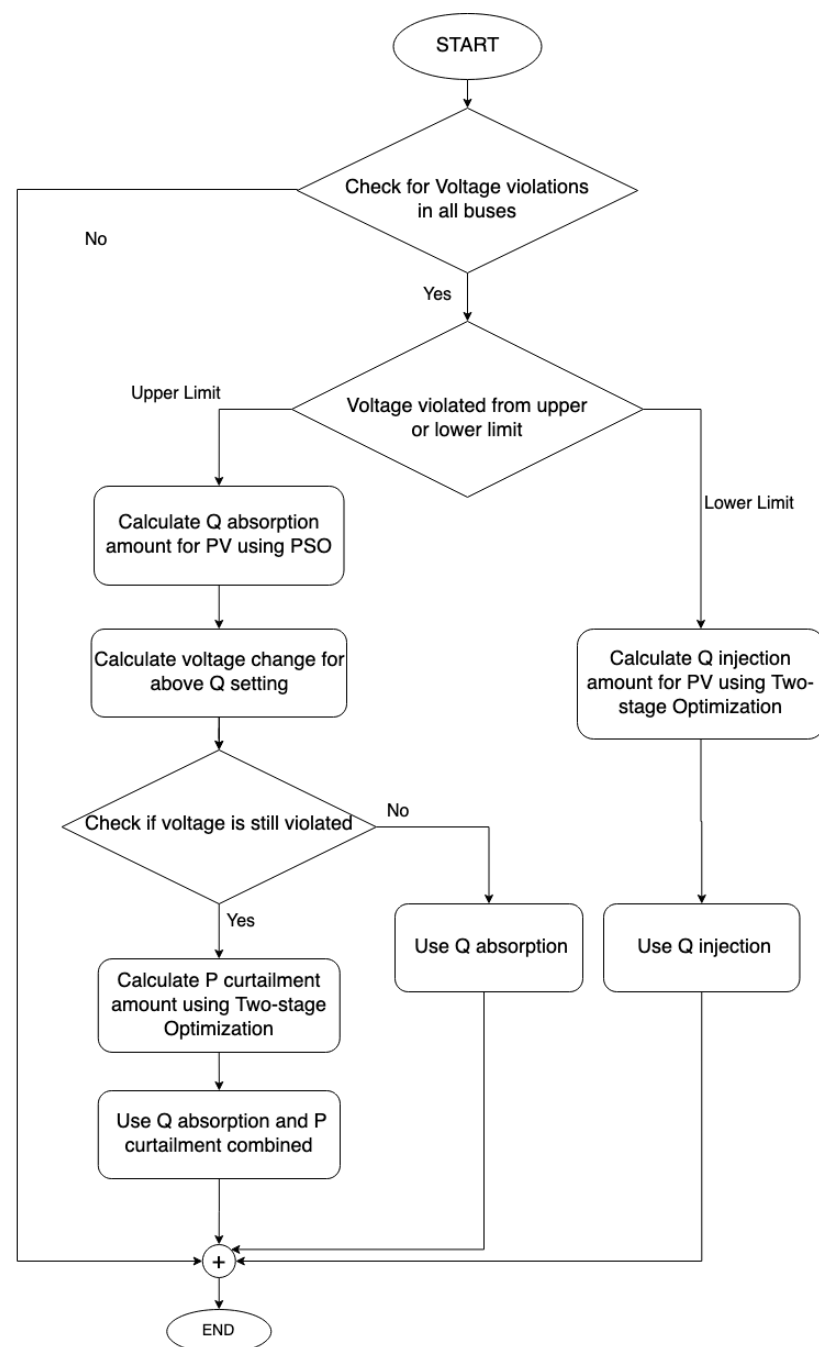 START
Check for Voltage violations
in all buses
No
Yes
Upper Limit
Voltage violated from upper
or lower limit
Lower Limit
Calculate Q absorption
amount for PV using PSO
Calculate voltage change for
above Q setting
Calculate Q injection
amount for PV using Two-
stage Optimization
Check if voltage is still violated
No
Yes
Use Q absorption
Use Q injection
Calculate P curtailment
amount using Two-stage
Optimization
Use Q absorption and P
curtailment combined
+
END